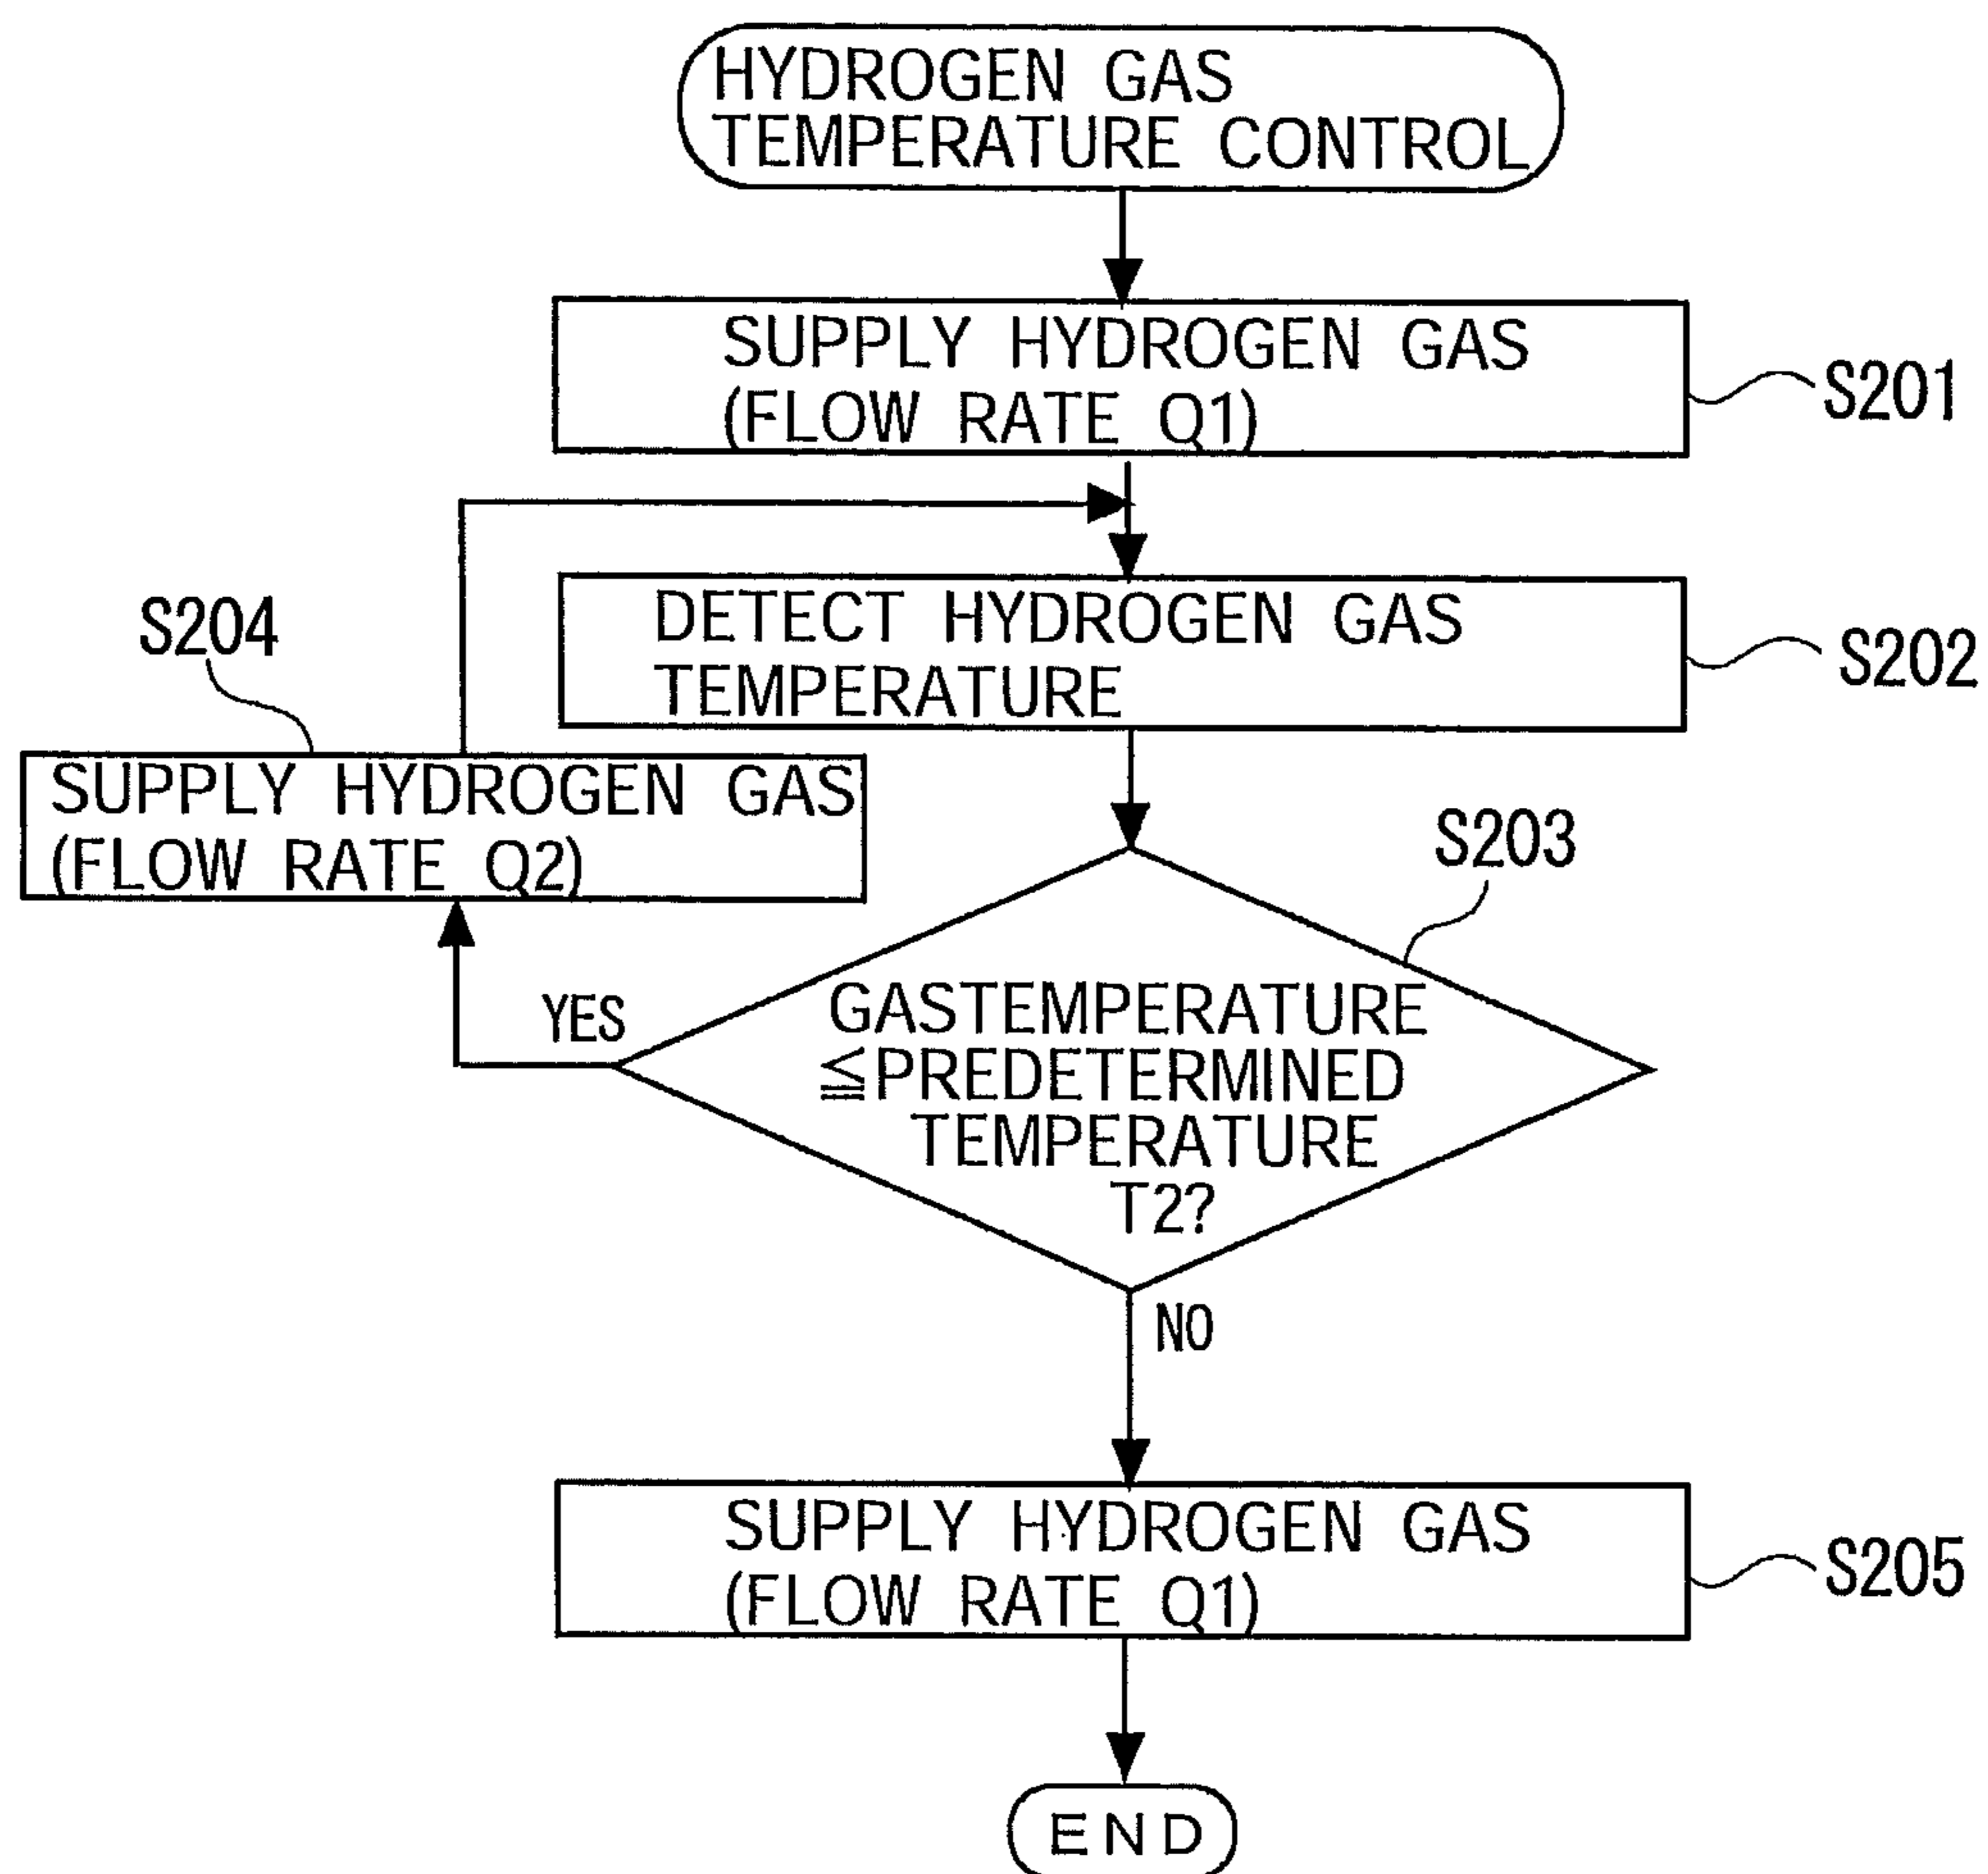 HYDROGEN GAS
TEMPERATURE CONTROL
SUPPLY HYDROGEN GAS
(FLOW RATE Q1)
S201
DETECT HYDROGEN GAS
TEMPERATURE
S202
S204
SUPPLY HYDROGEN GAS
(FLOW RATE Q2)
S203
YES
GASTEMPERATURE
≦PREDETERMINED
TEMPERATURE
T2?
NO
SUPPLY HYDROGEN GAS
(FLOW RATE Q1)
S205
END